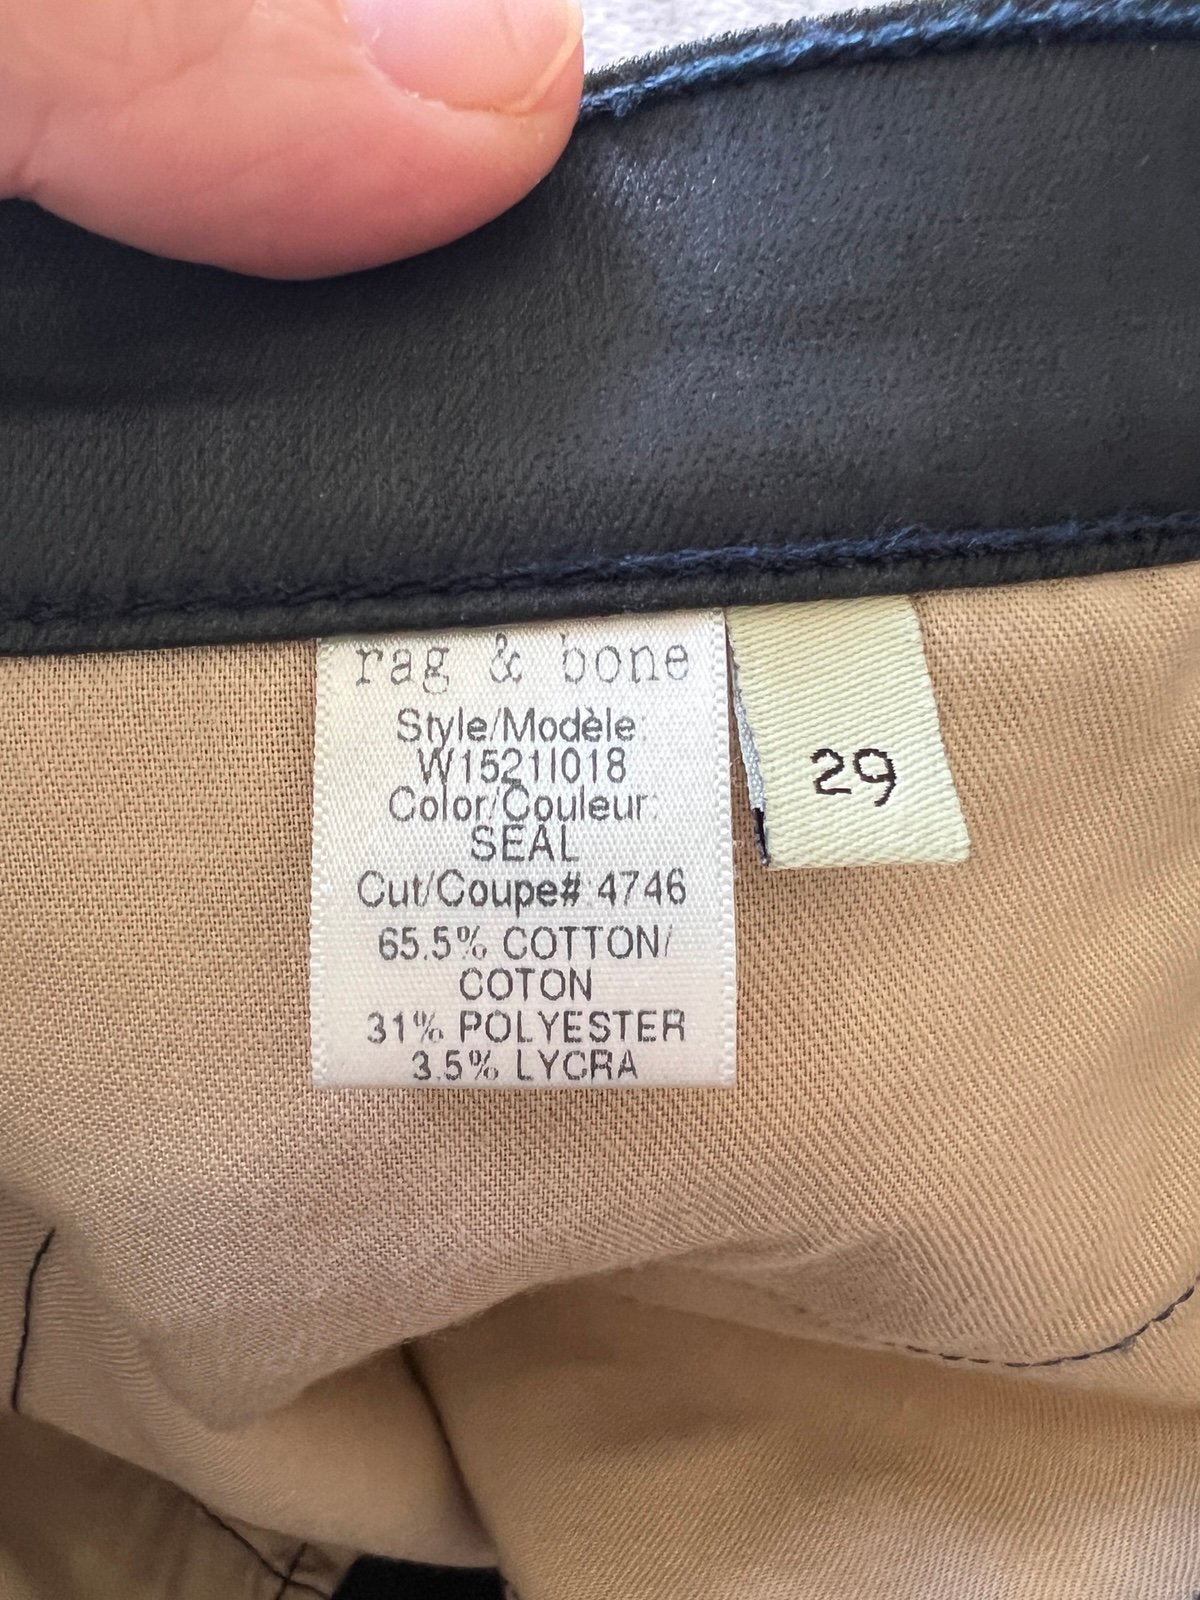 rag & bone
Style/Modèle:
W1521I018
Color/Couleur:
SEAL
Cut/Coupe# 4746
65.5% COTTON/
COTON
31% POLYESTER
3.5% LYCRA
29